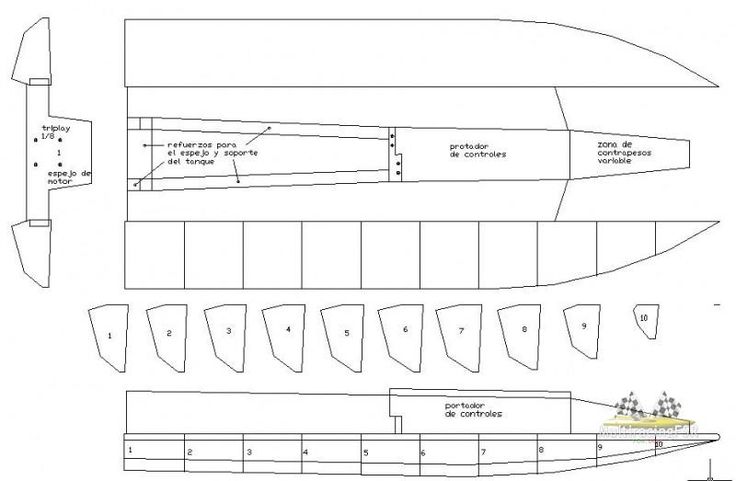 triplay
1/8
1
espejo de
motor
refuerzos para
el espejo y soporte
del tanque
protador
de controles
zona de
contrapesos
variable
1
2
3
4
5
6
7
8
9
10
portador
de controles
1
2
3
4
5
6
7
8
9
10